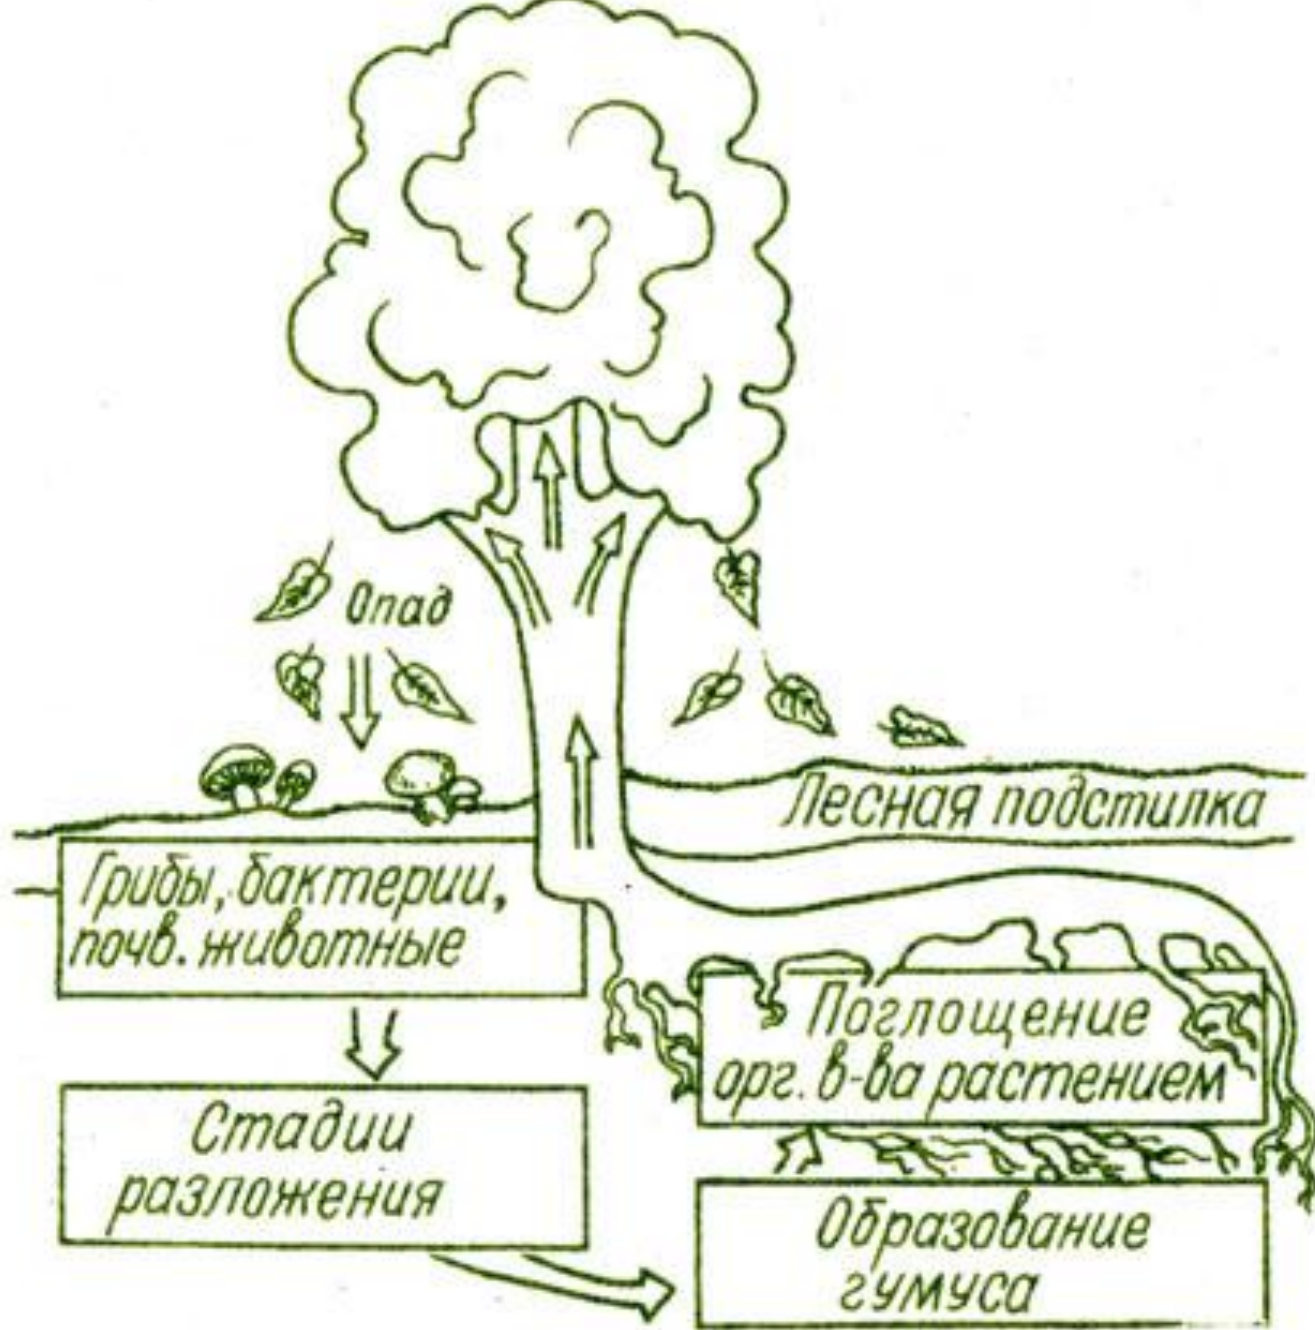 Опад
Лесная подстилка
Грибы, бактерии,
почв. животные
Поглощение
орг. в-ва растением
Стадии
разложения
Образование
гумуса